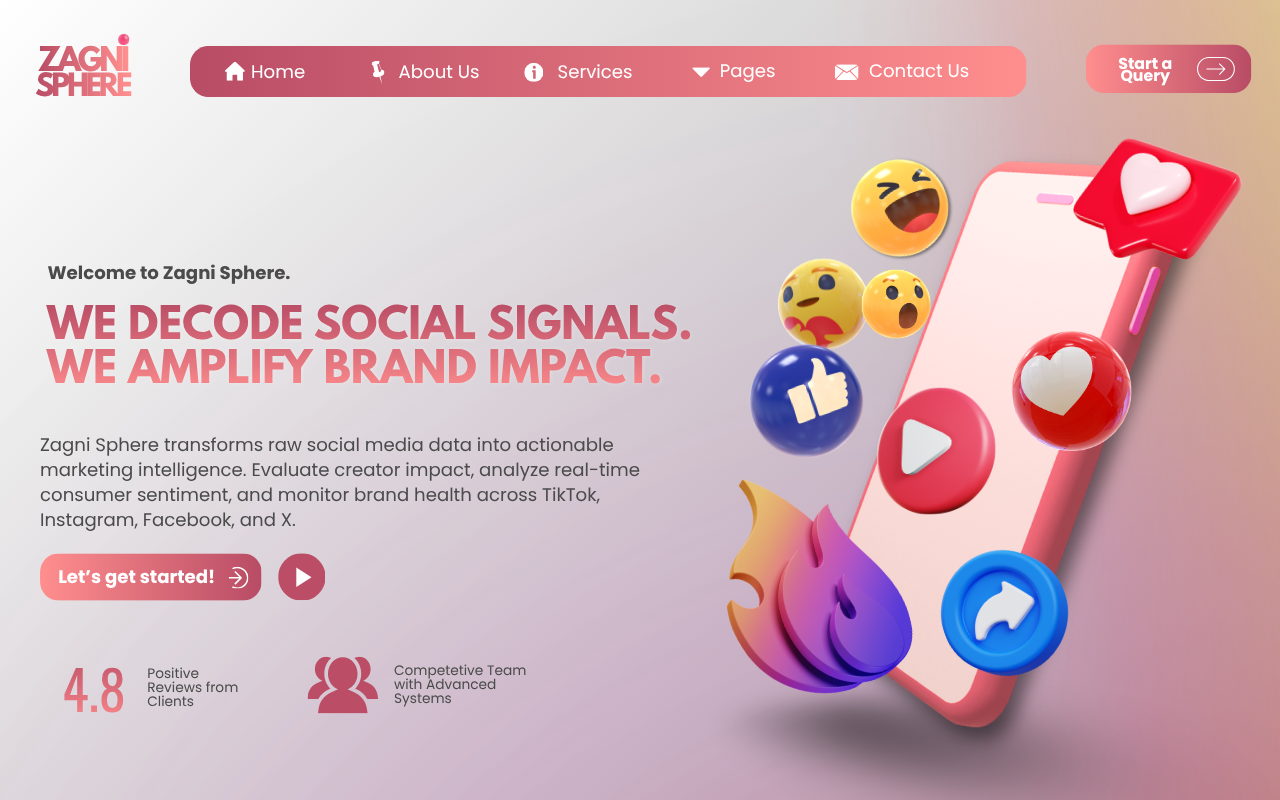 ZAGNI
SPHERE
Home
About Us
Services
Pages
Contact Us
Start a
Query
Welcome to Zagni Sphere.
WE DECODE SOCIAL SIGNALS.
WE AMPLIFY BRAND IMPACT.
Zagni Sphere transforms raw social media data into actionable
marketing intelligence. Evaluate creator impact, analyze real-time
consumer sentiment, and monitor brand health across TikTok,
Instagram, Facebook, and X.
Let's get started!
4.8
Positive
Reviews from
Clients
Competetive Team
with Advanced
Systems